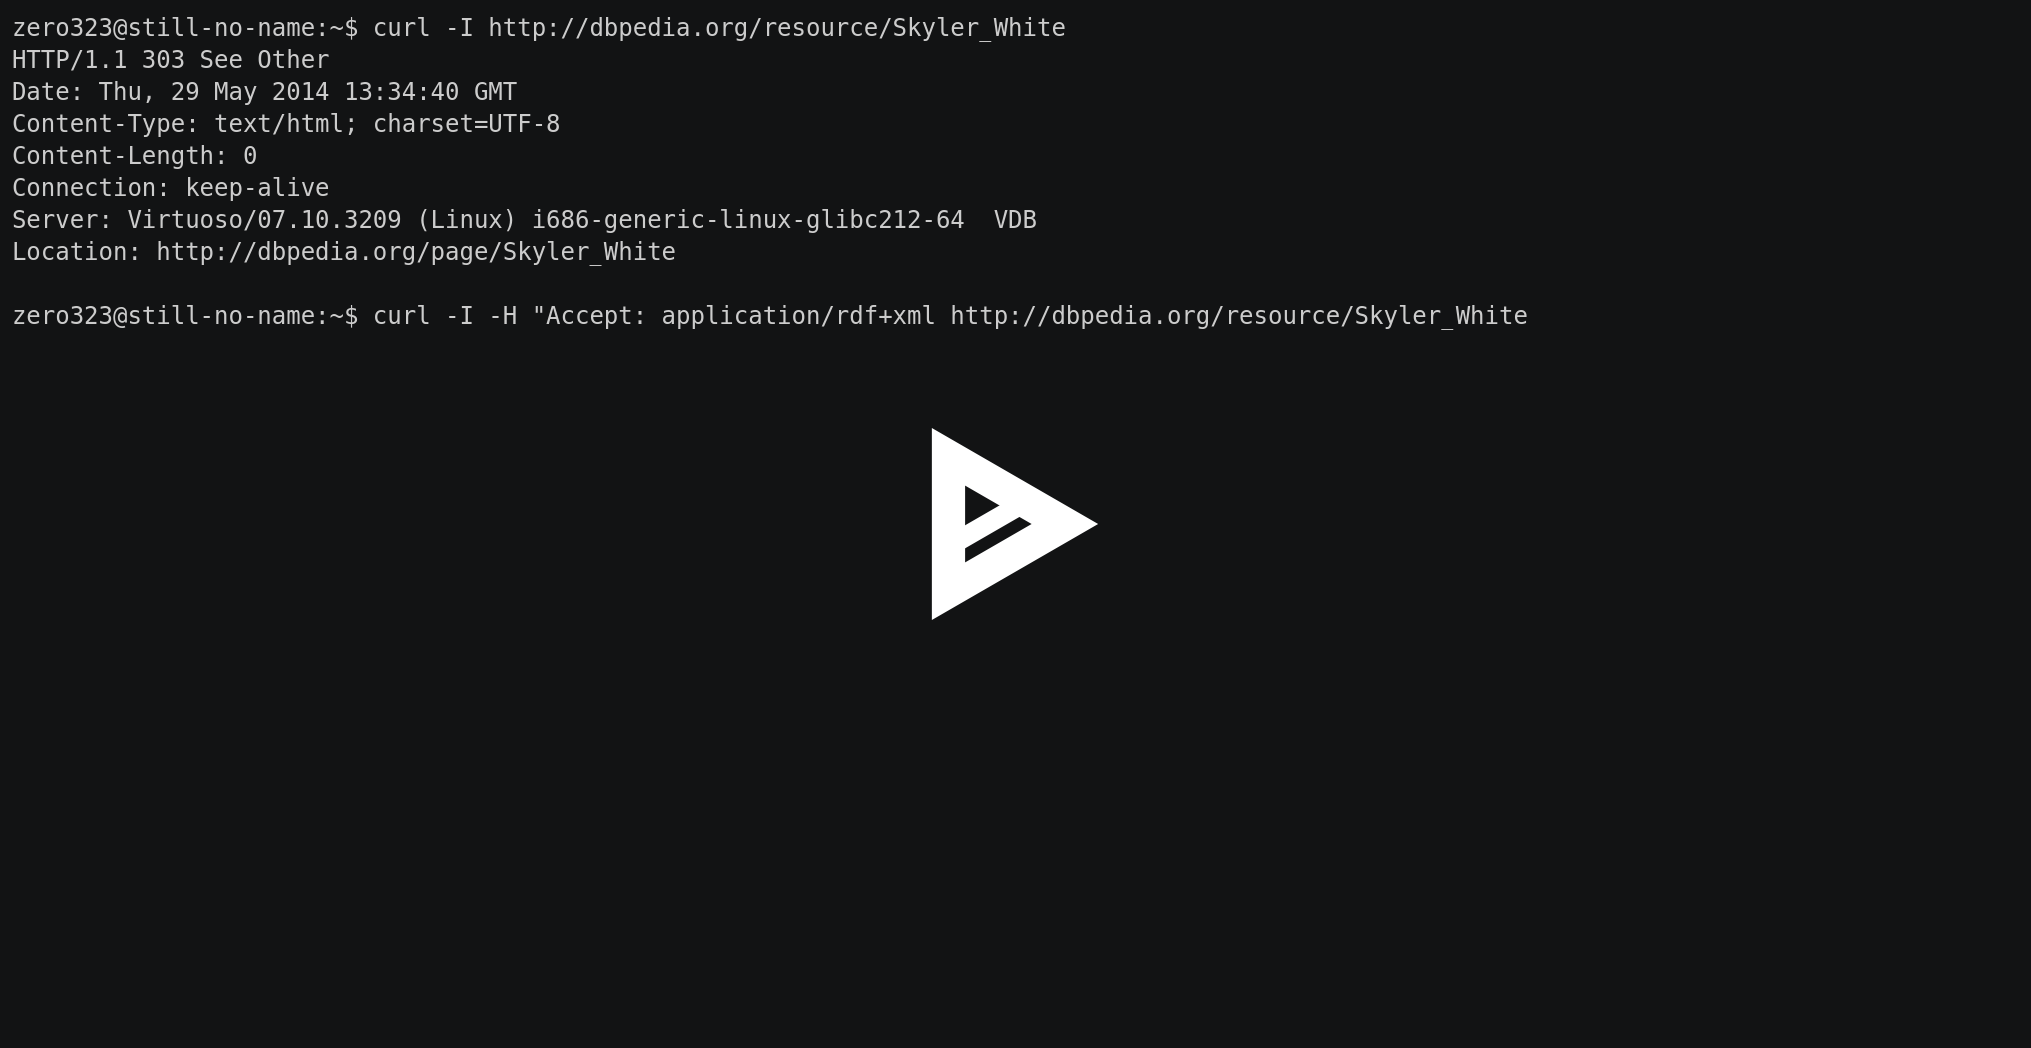 zero323@still-no-name:~$ curl -I http://dbpedia.org/resource/Skyler_White
HTTP/1.1 303 See Other
Date: Thu, 29 May 2014 13:34:40 GMT
Content-Type: text/html; charset=UTF-8
Content-Length: 0
Connection: keep-alive
Server: Virtuoso/07.10.3209 (Linux) i686-generic-linux-glibc212-64  VDB
Location: http://dbpedia.org/page/Skyler_White

zero323@still-no-name:~$ curl -I -H "Accept: application/rdf+xml http://dbpedia.org/resource/Skyler_White